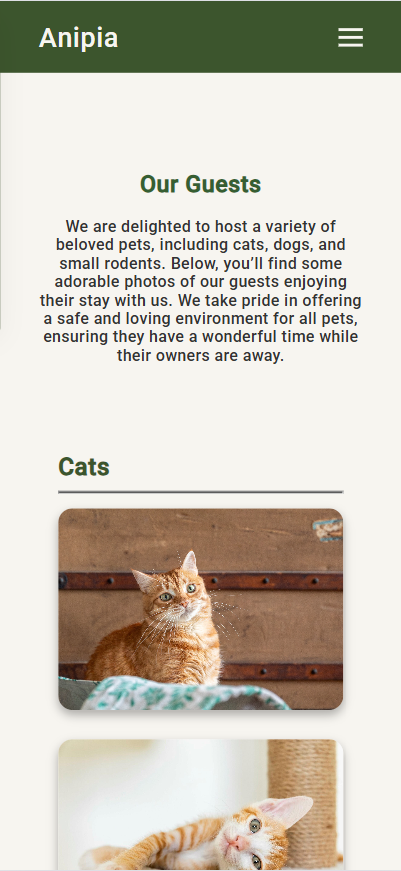 Anipia
Our Guests
We are delighted to host a variety of
beloved pets, including cats, dogs, and
small rodents. Below, you’ll find some
adorable photos of our guests enjoying
their stay with us. We take pride in offering
a safe and loving environment for all pets,
ensuring they have a wonderful time while
their owners are away.
Cats